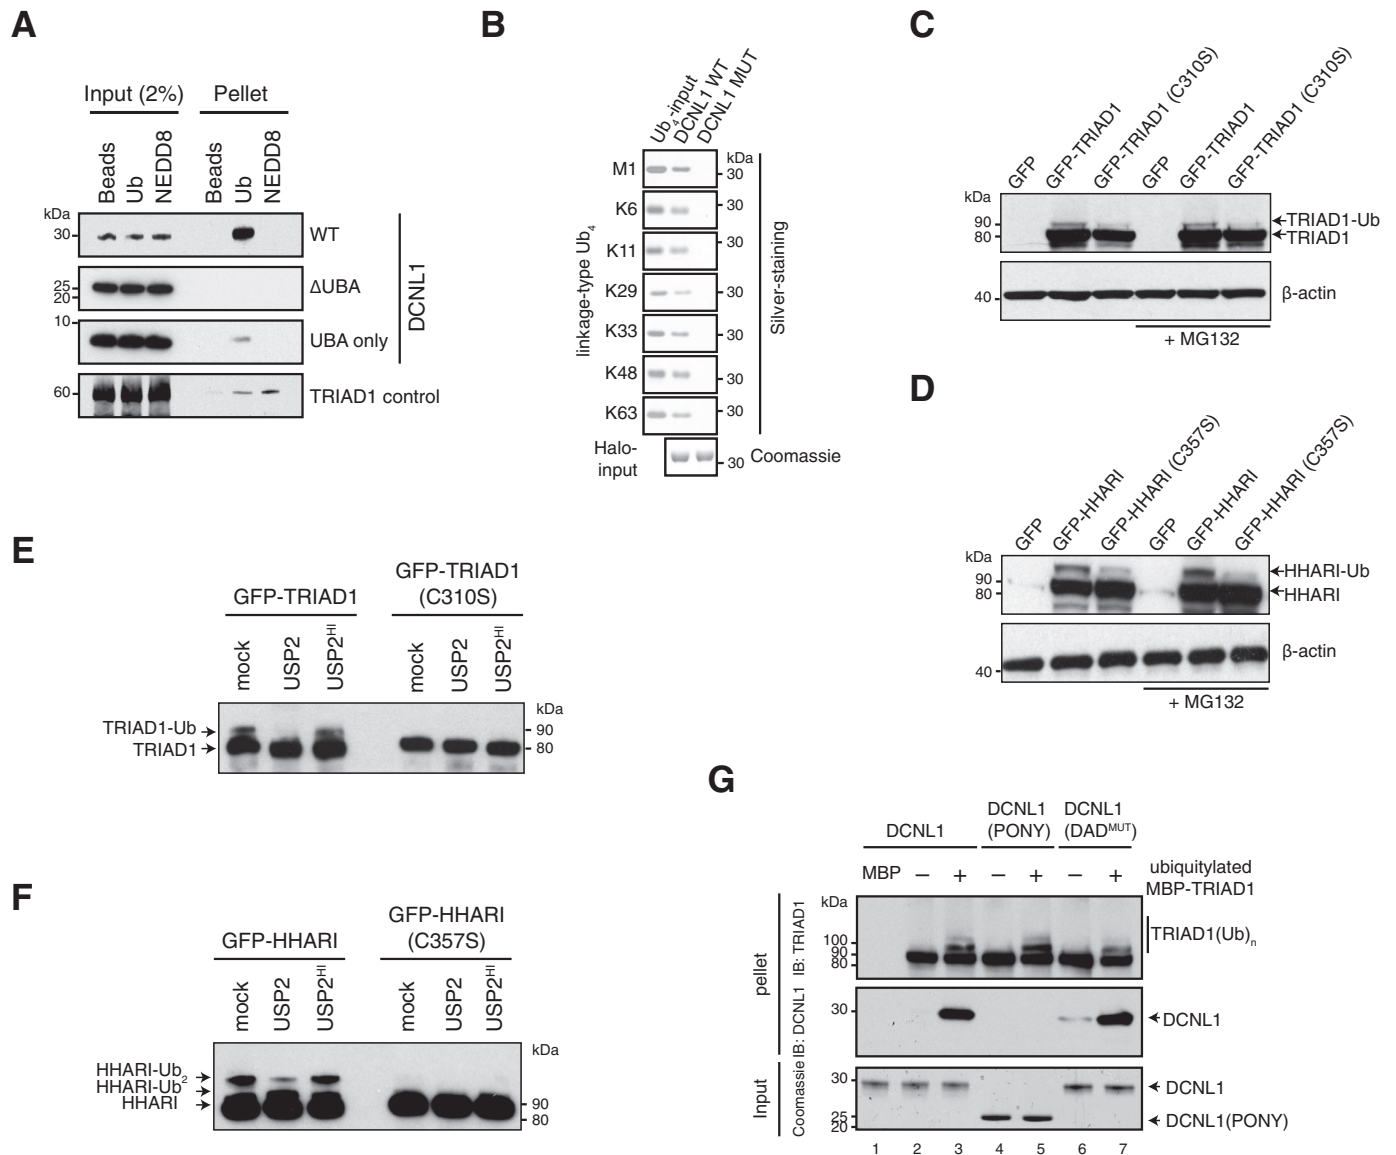 A
Input (2%)
Pellet
Beads
Ub
NEDD8
Beads
Ub
NEDD8
kDa
30
WT
25
20
ΔUBA
10
UBA only
DCNL1
60
TRIAD1 control
B
Ub4-input
DCNL1 WT
DCNL1 MUT
kDa
M1
30
K6
30
K11
30
K29
30
K33
30
K48
30
K63
30
linkage-type Ub4
Silver-staining
Halo-
input
30
Coomassie
C
GFP
GFP-TRIAD1
GFP-TRIAD1 (C310S)
GFP
GFP-TRIAD1
GFP-TRIAD1 (C310S)
kDa
90
80
TRIAD1-Ub
TRIAD1
40
β-actin
+ MG132
D
GFP
GFP-HHARI
GFP-HHARI (C357S)
GFP
GFP-HHARI
GFP-HHARI (C357S)
kDa
90
80
HHARI-Ub
HHARI
40
β-actin
+ MG132
E
GFP-TRIAD1
GFP-TRIAD1
(C310S)
mock
USP2
USP2HI
mock
USP2
USP2HI
kDa
TRIAD1-Ub
TRIAD1
90
80
F
GFP-HHARI
GFP-HHARI
(C357S)
mock
USP2
USP2HI
mock
USP2
USP2HI
kDa
HHARI-Ub2
HHARI-Ub
HHARI
90
80
G
DCNL1
DCNL1
(PONY)
DCNL1
(DADMUT)
MBP
–
+
–
+
–
+
ubiquitylated
MBP-TRIAD1
kDa
100
90
80
IB: TRIAD1
TRIAD1(Ub)n
pellet
30
IB: DCNL1
DCNL1
Input
Coomassie
30
25
20
DCNL1
DCNL1(PONY)
1 2 3 4 5 6 7